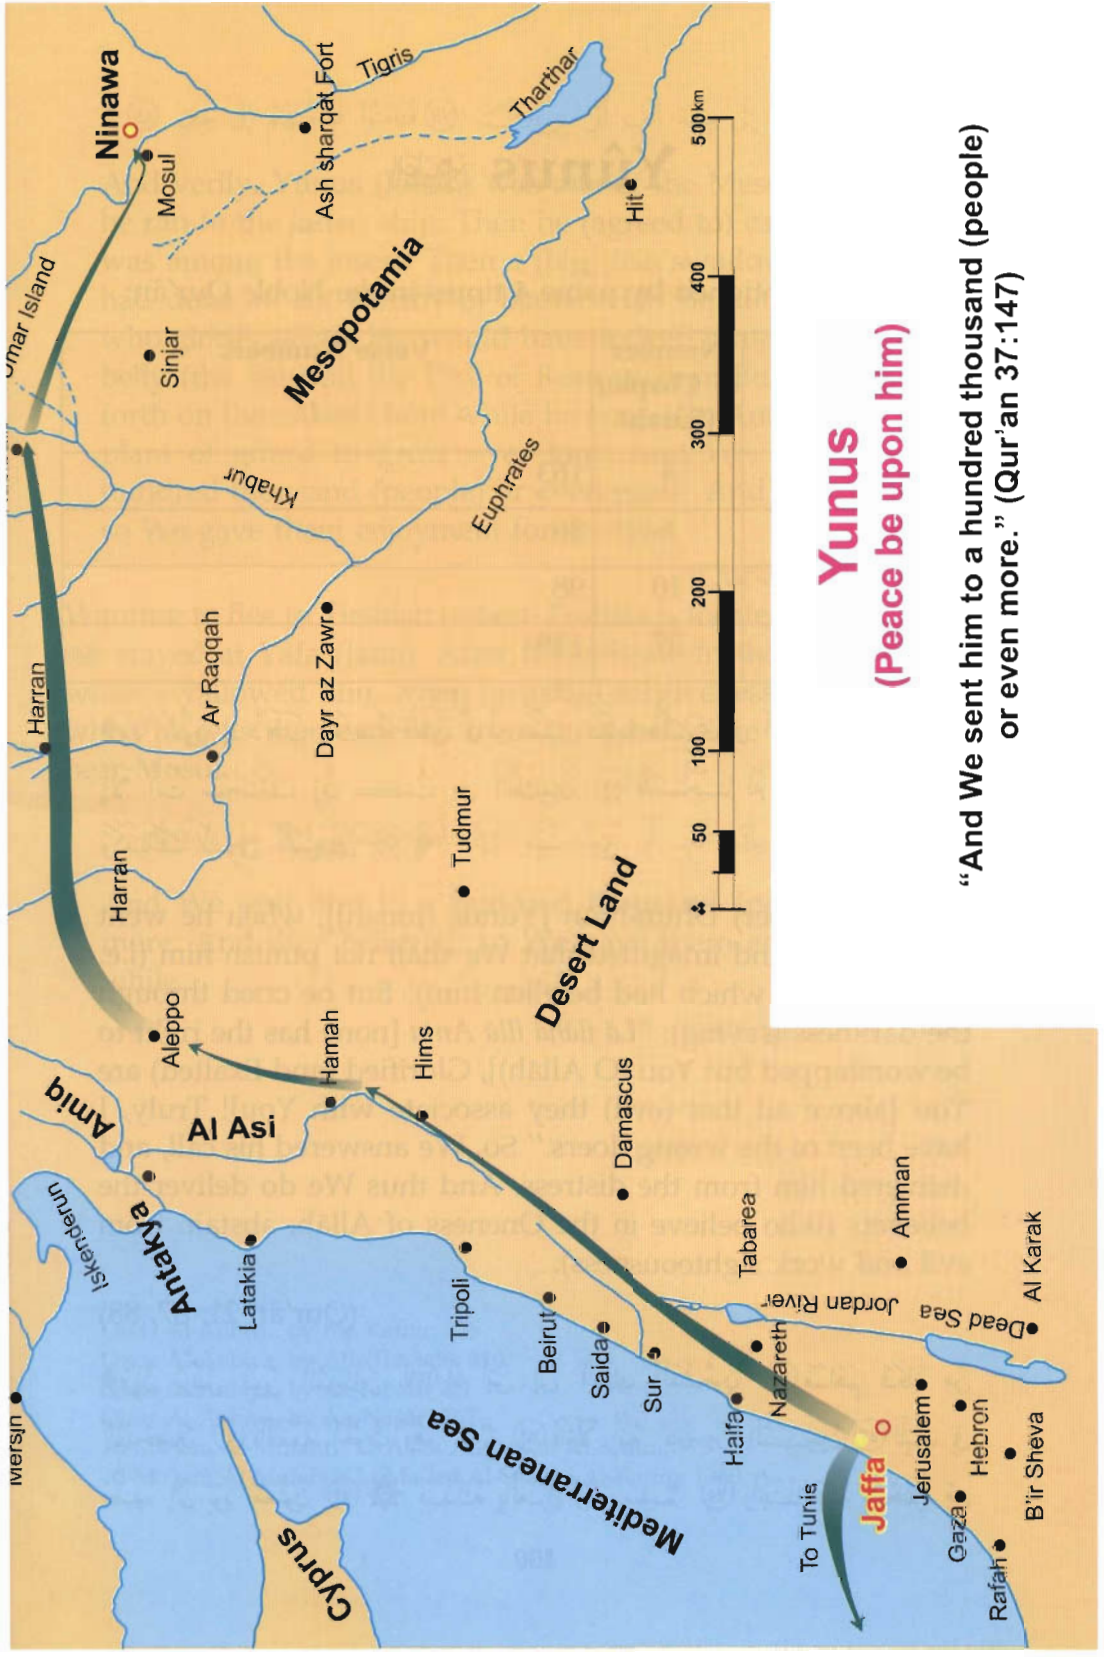 Yunus
(Peace be upon him)
“And We sent him to a hundred thousand (people)
or even more.” (Qur’an 37:147)
Mersin
Iskenderun
Amiq
Antakya
Al Asi
Aleppo
Harran
Harran
Omar Island
Ninawa
Mosul
Sinjar
Tigris
Ash sharqat Fort
Tharthar
Hit
Mesopotamia
Khabur
Euphrates
Ar Raqqah
Dayr az Zawr
Tudmur
Desert Land
Latakia
Hamah
Hims
Tripoli
Cyprus
Mediterranean Sea
Beirut
Saida
Sur
Damascus
Tabarea
Haifa
Nazareth
Jordan River
Amman
To Tunis
Jaffa
Jerusalem
Dead Sea
Al Karak
Gaza
Hebron
B’ir Sheva
Rafah
50
100
200
300
400
500km